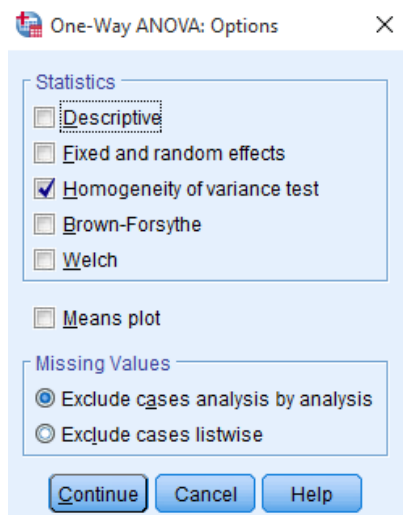 One-Way ANOVA: Options
Statistics
Descriptive
Fixed and random effects
Homogeneity of variance test
Brown-Forsythe
Welch
Means plot
Missing Values
Exclude cases analysis by analysis
Exclude cases listwise
Continue Cancel Help